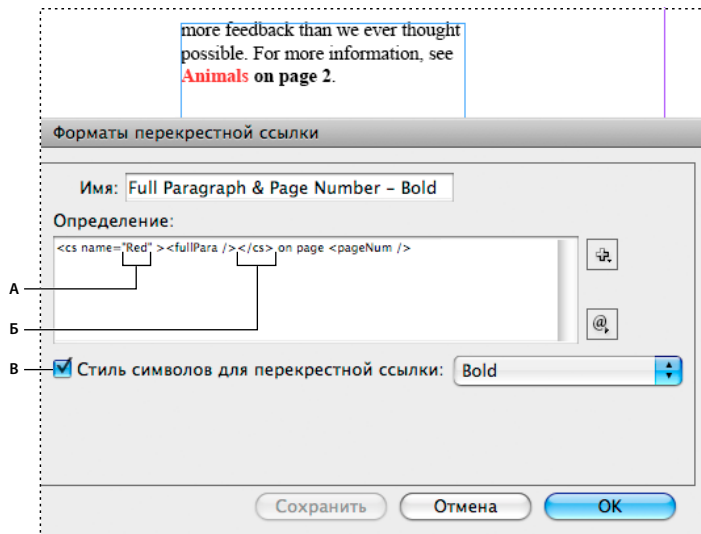 more feedback than we ever thought
possible. For more information, see
Animals on page 2.
Форматы перекрестной ссылки
Имя: Full Paragraph & Page Number – Bold
Определение:
<cs name="Red" ><fullPara /></cs> on page <pageNum />
А
Б
В
Стиль символов для перекрестной ссылки: Bold
Сохранить Отмена OK